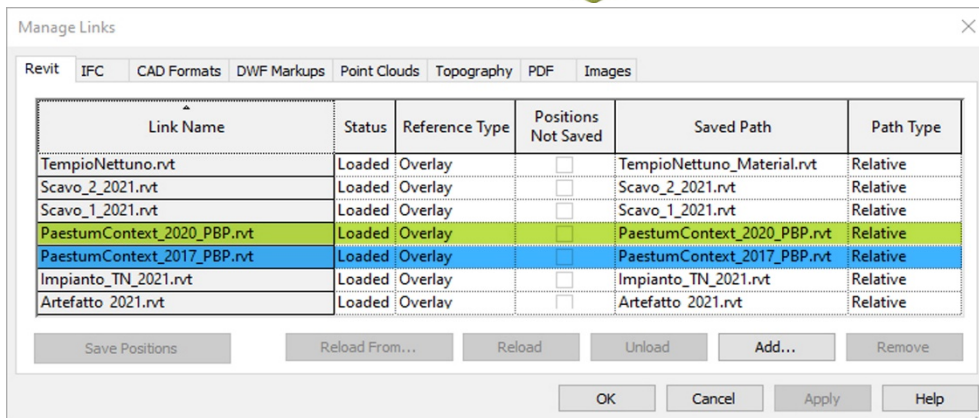 Manage Links
Revit IFC CAD Formats DWF Markups Point Clouds Topography PDF Images
Link Name Status Reference Type Positions Not Saved Saved Path Path Type
TempioNettuno.rvt Loaded Overlay TempioNettuno_Material.rvt Relative
Scavo_2_2021.rvt Loaded Overlay Scavo_2_2021.rvt Relative
Scavo_1_2021.rvt Loaded Overlay Scavo_1_2021.rvt Relative
PaestumContext_2020_PBP.rvt Loaded Overlay PaestumContext_2020_PBP.rvt Relative
PaestumContext_2017_PBP.rvt Loaded Overlay PaestumContext_2017_PBP.rvt Relative
Impianto_TN_2021.rvt Loaded Overlay Impianto_TN_2021.rvt Relative
Artefatto 2021.rvt Loaded Overlay Artefatto 2021.rvt Relative
Save Positions Reload From... Reload Unload Add... Remove
OK Cancel Apply Help